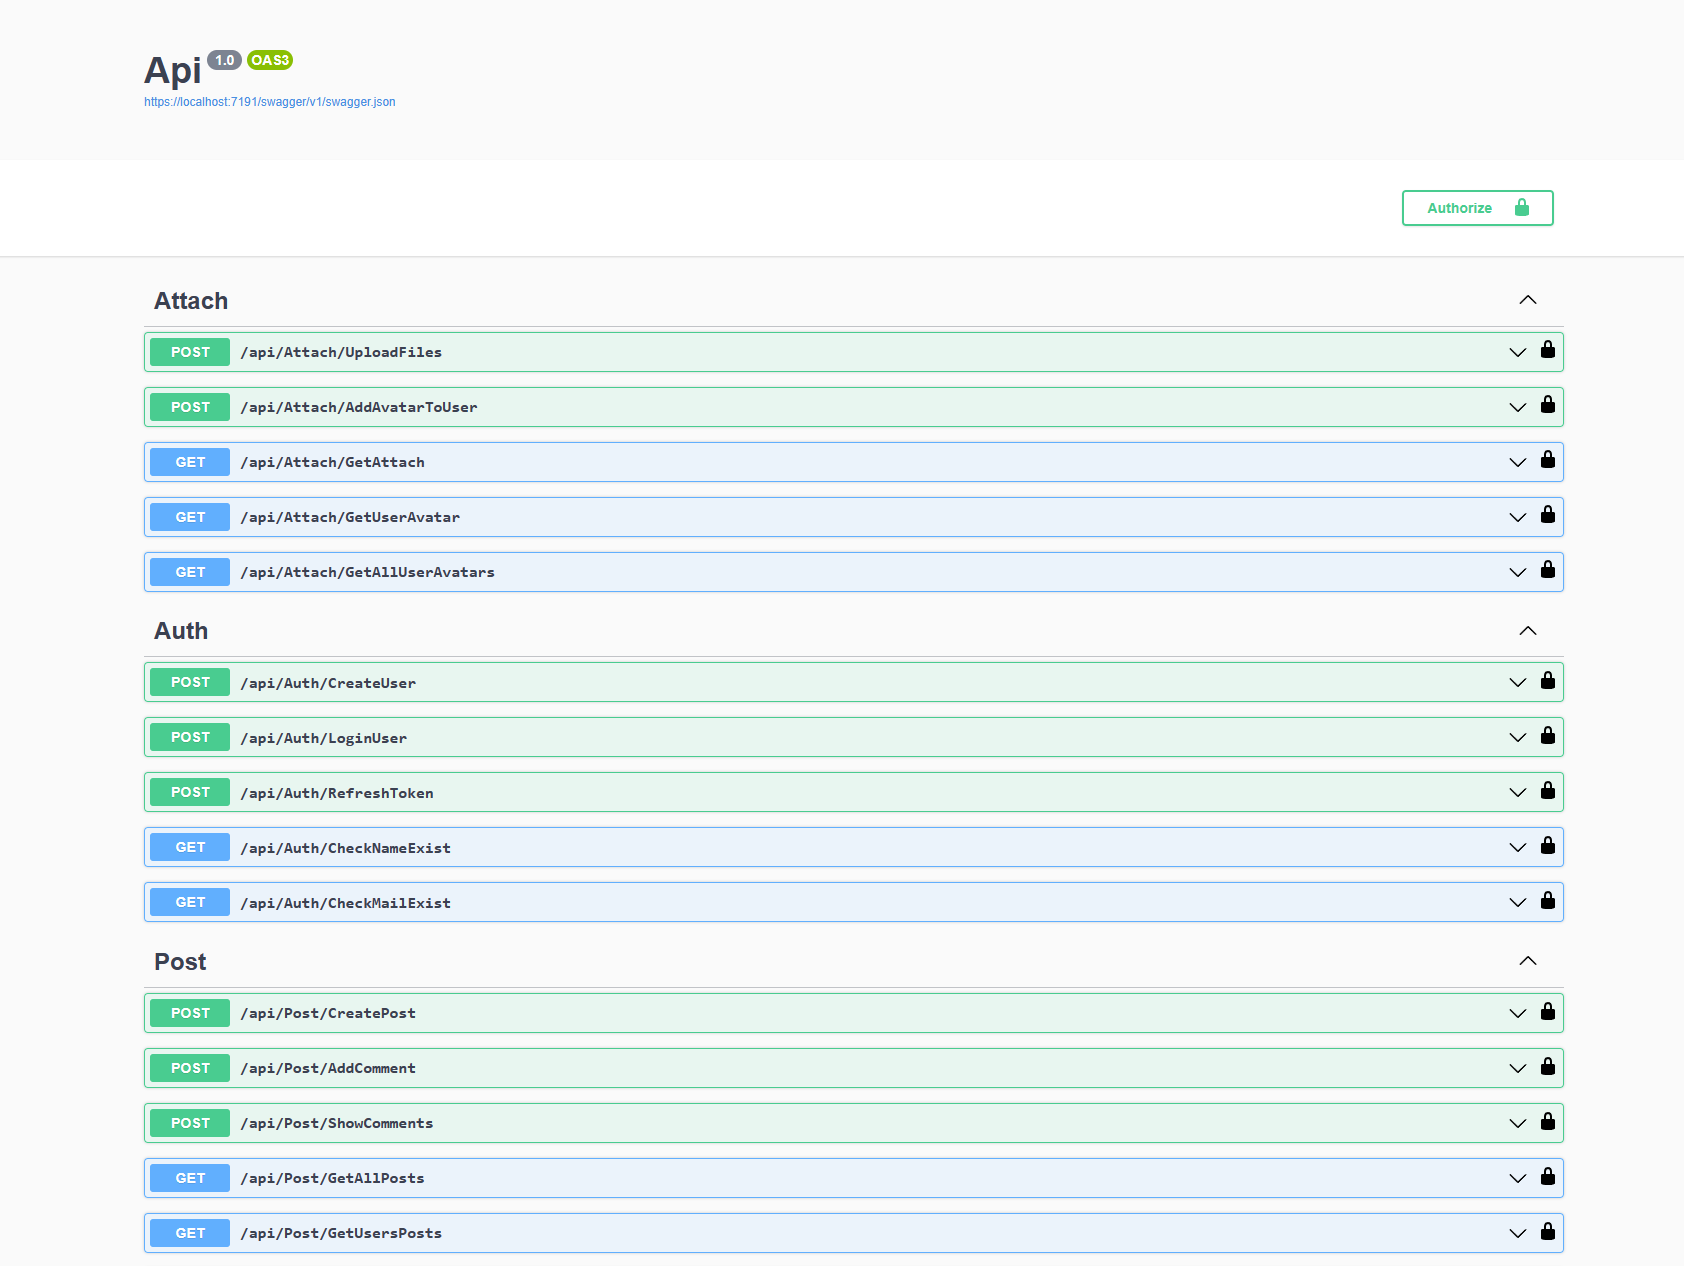 Api 1.0 OAS3
https://localhost:7191/swagger/v1/swagger.json
Authorize
Attach
POST /api/Attach/UploadFiles
POST /api/Attach/AddAvatarToUser
GET /api/Attach/GetAttach
GET /api/Attach/GetUserAvatar
GET /api/Attach/GetAllUserAvatars
Auth
POST /api/Auth/CreateUser
POST /api/Auth/LoginUser
POST /api/Auth/RefreshToken
GET /api/Auth/CheckNameExist
GET /api/Auth/CheckMailExist
Post
POST /api/Post/CreatePost
POST /api/Post/AddComment
POST /api/Post/ShowComments
GET /api/Post/GetAllPosts
GET /api/Post/GetUsersPosts